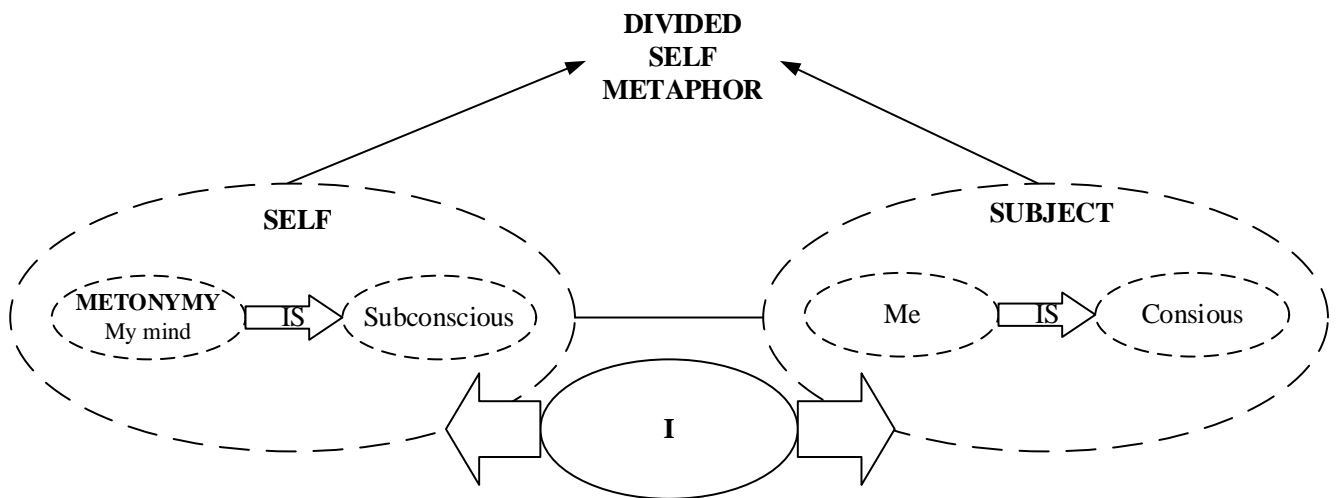 DIVIDED
SELF
METAPHOR
SELF
SUBJECT
METONYMY
My mind
IS
Subconscious
Me
IS
Consious
I